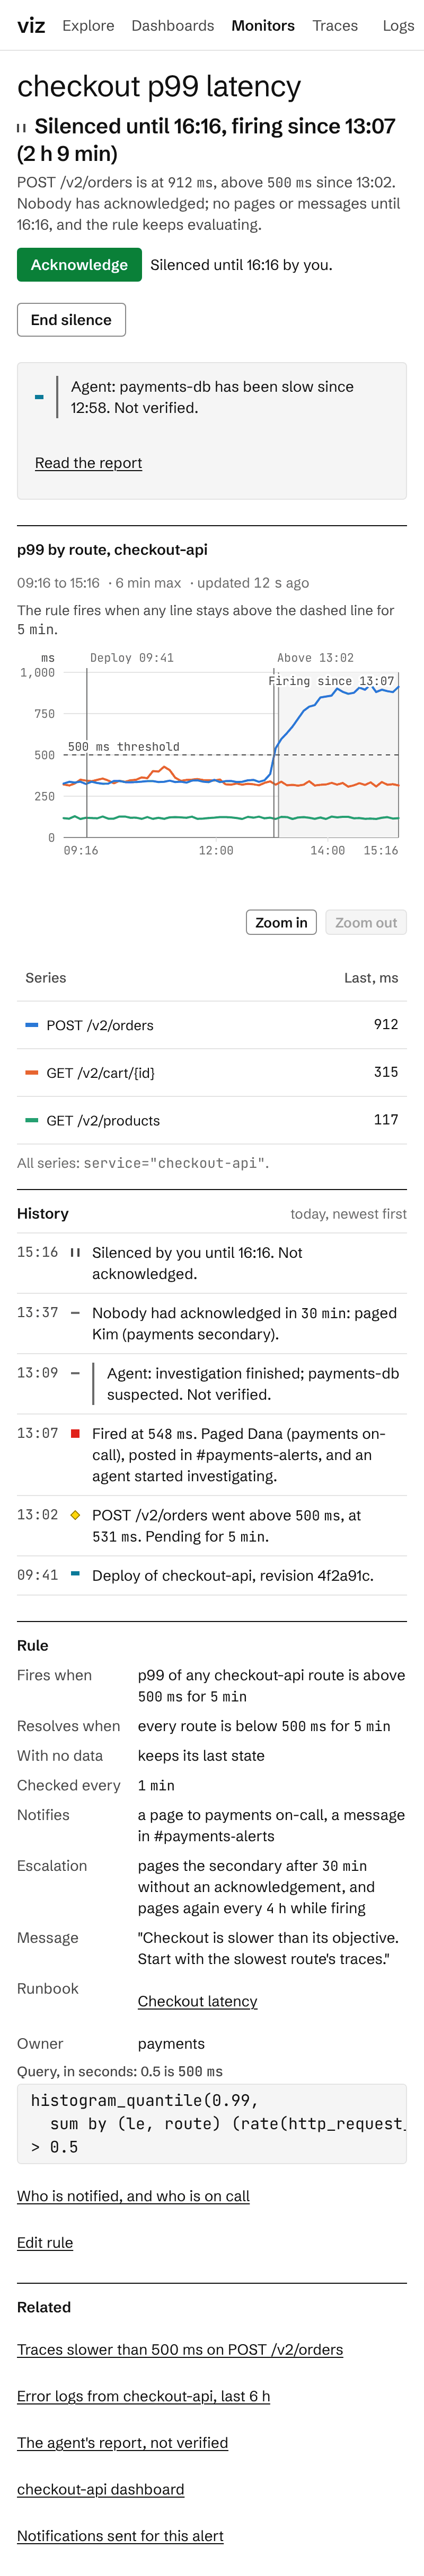 viz Explore Dashboards Monitors Traces Logs
checkout p99 latency
Silenced until 16:16, firing since 13:07
(2 h 9 min)
POST /v2/orders is at 912 ms, above 500 ms since 13:02.
Nobody has acknowledged; no pages or messages until
16:16, and the rule keeps evaluating.
Acknowledge Silenced until 16:16 by you.
End silence
Agent: payments-db has been slow since
12:58. Not verified.
Read the report
p99 by route, checkout-api
09:16 to 15:16 · 6 min max · updated 12 s ago
The rule fires when any line stays above the dashed line for
5 min.
ms Deploy 09:41 Above 13:02
1,000 Firing since 13:07
750
500 500 ms threshold
250
0
09:16 12:00 14:00 15:16
Zoom in Zoom out
Series Last, ms
POST /v2/orders 912
GET /v2/cart/{id} 315
GET /v2/products 117
All series: service="checkout-api".
History today, newest first
15:16 Silenced by you until 16:16. Not
acknowledged.
13:37 Nobody had acknowledged in 30 min: paged
Kim (payments secondary).
13:09 Agent: investigation finished; payments-db
suspected. Not verified.
13:07 Fired at 548 ms. Paged Dana (payments on-
call), posted in #payments-alerts, and an
agent started investigating.
13:02 POST /v2/orders went above 500 ms, at
531 ms. Pending for 5 min.
09:41 Deploy of checkout-api, revision 4f2a91c.
Rule
Fires when p99 of any checkout-api route is above
500 ms for 5 min
Resolves when every route is below 500 ms for 5 min
With no data keeps its last state
Checked every 1 min
Notifies a page to payments on-call, a message
in #payments-alerts
Escalation pages the secondary after 30 min
without an acknowledgement, and
pages again every 4 h while firing
Message "Checkout is slower than its objective.
Start with the slowest route's traces."
Runbook Checkout latency
Owner payments
Query, in seconds: 0.5 is 500 ms
histogram_quantile(0.99,
sum by (le, route) (rate(http_request_
> 0.5
Who is notified, and who is on call
Edit rule
Related
Traces slower than 500 ms on POST /v2/orders
Error logs from checkout-api, last 6 h
The agent's report, not verified
checkout-api dashboard
Notifications sent for this alert